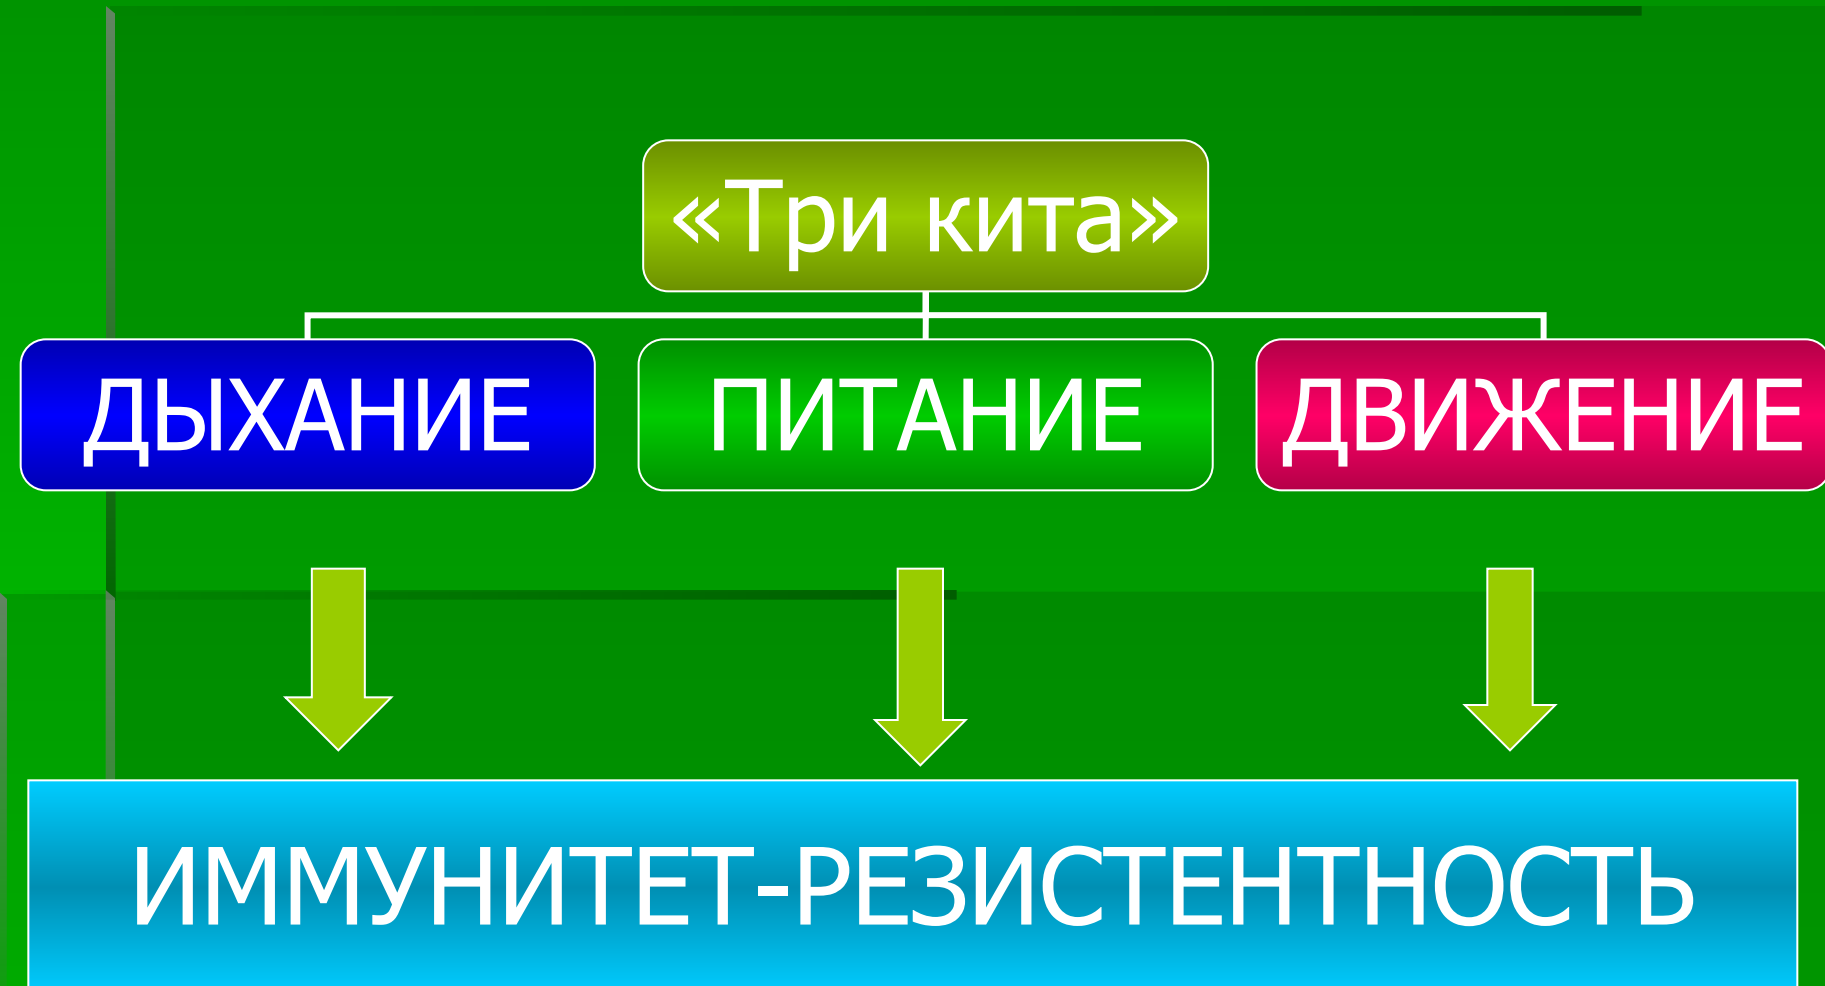 «Три кита»
ДЫХАНИЕ
ПИТАНИЕ
ДВИЖЕНИЕ
ИММУНИТЕТ-РЕЗИСТЕНТНОСТЬ